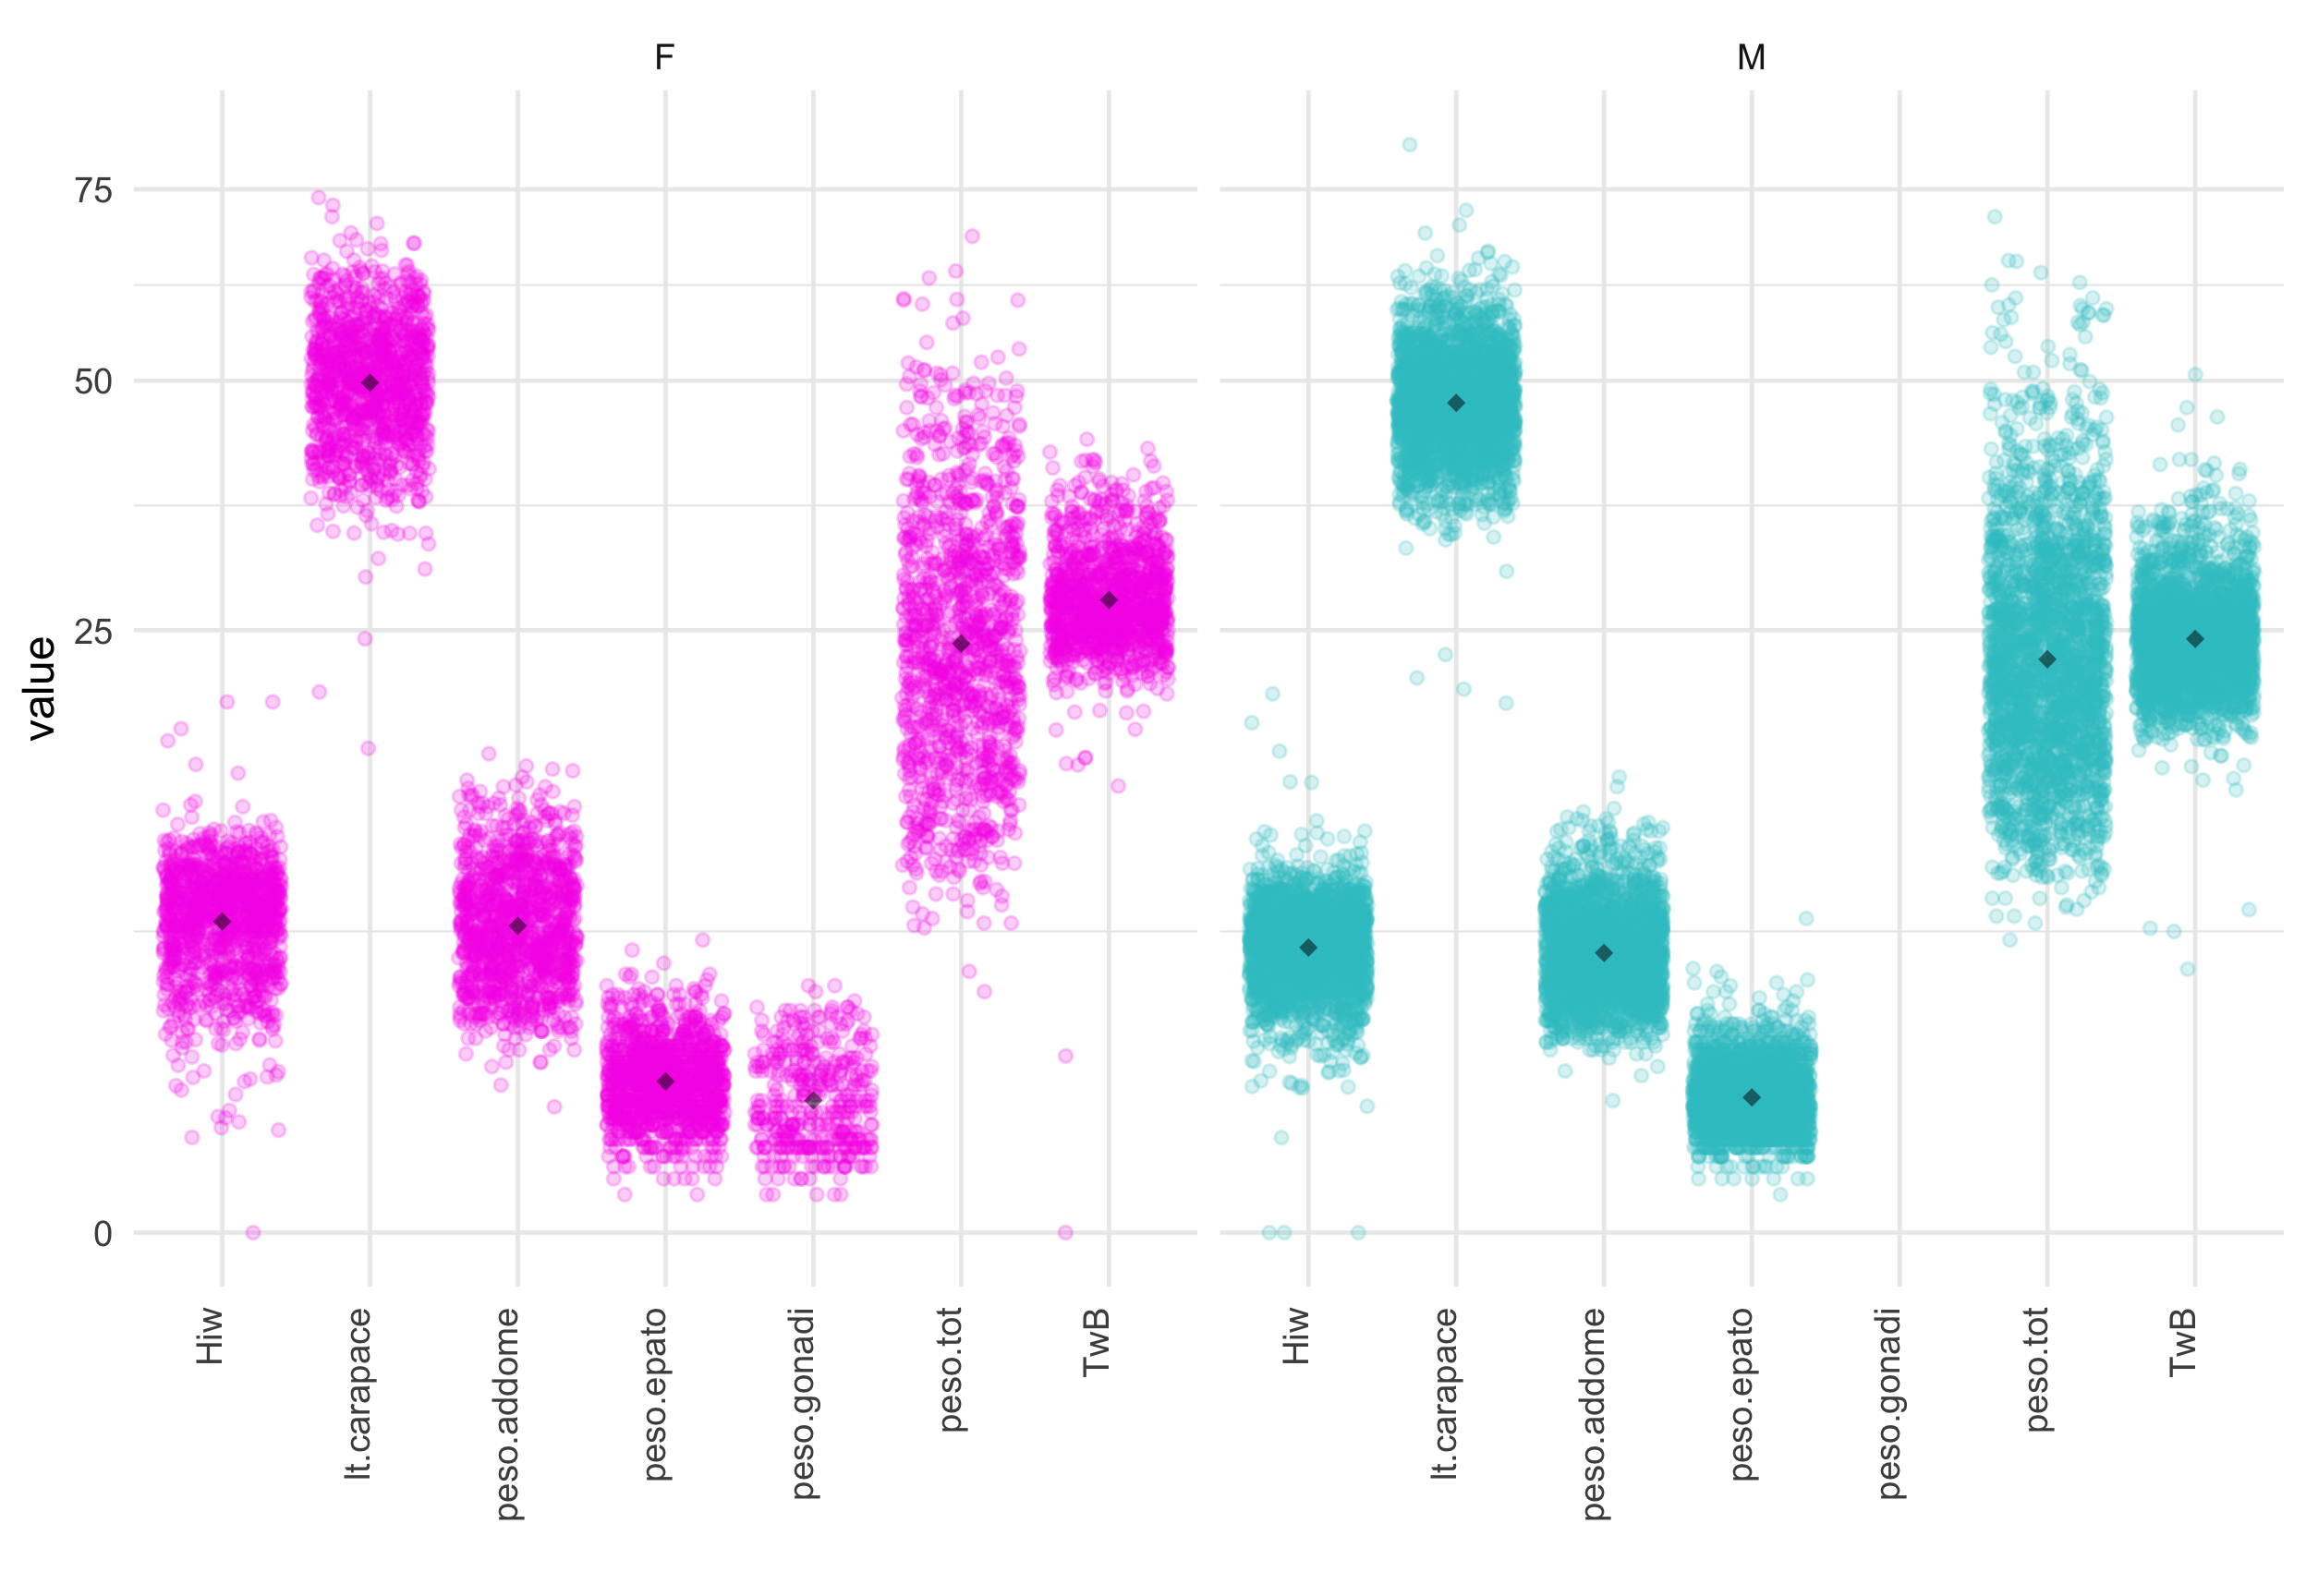 F
M
75
50
25
0
value
Hiw
lt.carapace
peso.addome
peso.epato
peso.gonadi
peso.tot
TwB
Hiw
lt.carapace
peso.addome
peso.epato
peso.gonadi
peso.tot
TwB